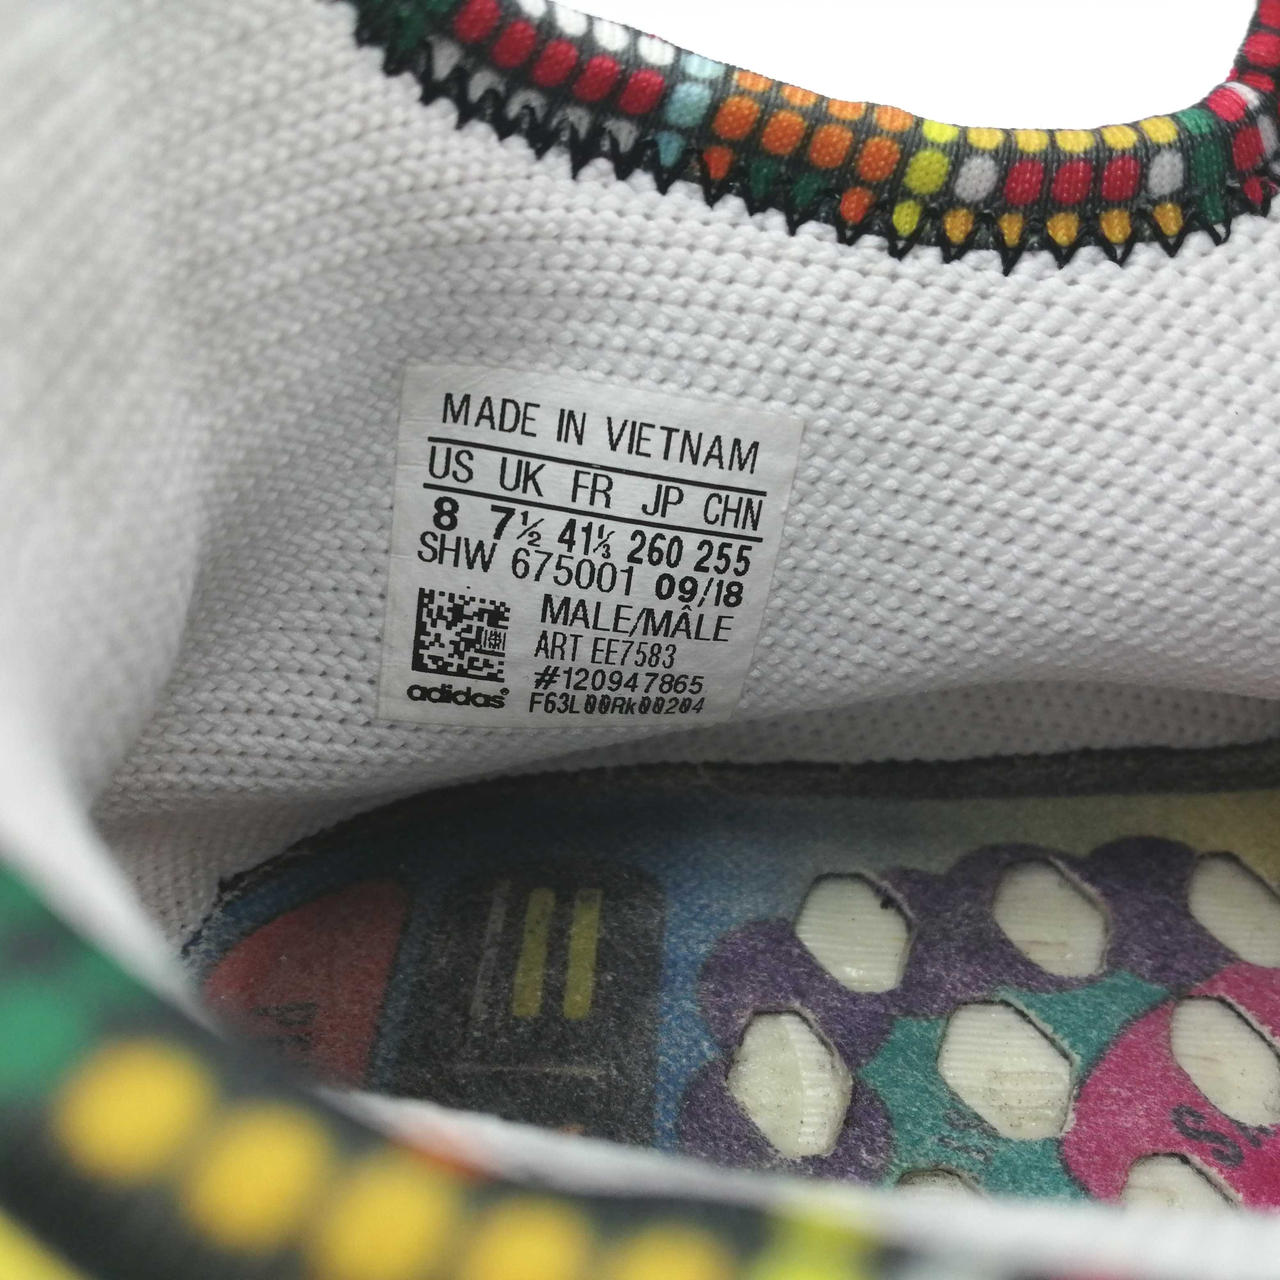 MADE IN VIETNAM
US UK FR JP CHN
8 7½ 41⅓ 260 255
SHW 675001 09/18
MALE/MÂLE
ART EE7583
#120947865
F63L00Rk00204
adidas